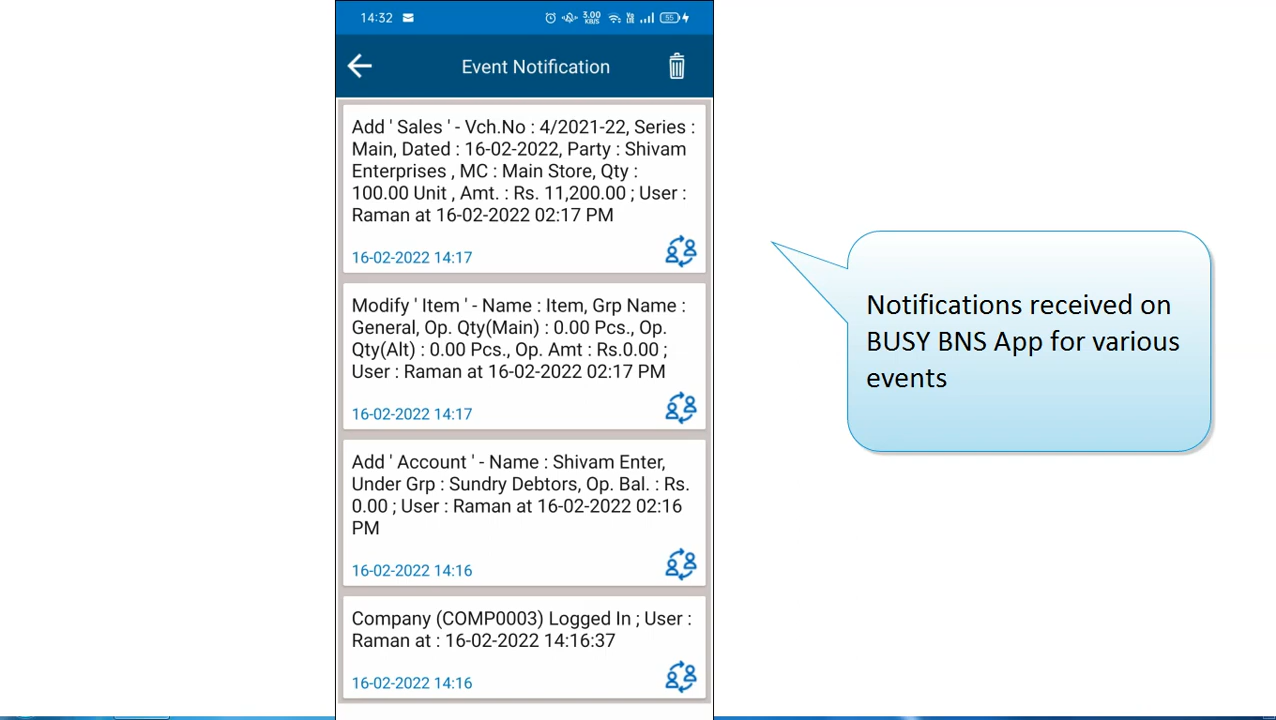 14:32
3.00 KB/S
55
Event Notification
Add ' Sales ' - Vch.No : 4/2021-22, Series :
Main, Dated : 16-02-2022, Party : Shivam
Enterprises , MC : Main Store, Qty :
100.00 Unit , Amt. : Rs. 11,200.00 ; User :
Raman at 16-02-2022 02:17 PM
16-02-2022 14:17
Modify ' Item ' - Name : Item, Grp Name :
General, Op. Qty(Main) : 0.00 Pcs., Op.
Qty(Alt) : 0.00 Pcs., Op. Amt : Rs.0.00 ;
User : Raman at 16-02-2022 02:17 PM
16-02-2022 14:17
Add ' Account ' - Name : Shivam Enter,
Under Grp : Sundry Debtors, Op. Bal. : Rs.
0.00 ; User : Raman at 16-02-2022 02:16
PM
16-02-2022 14:16
Company (COMP0003) Logged In ; User :
Raman at : 16-02-2022 14:16:37
16-02-2022 14:16
Notifications received on
BUSY BNS App for various
events